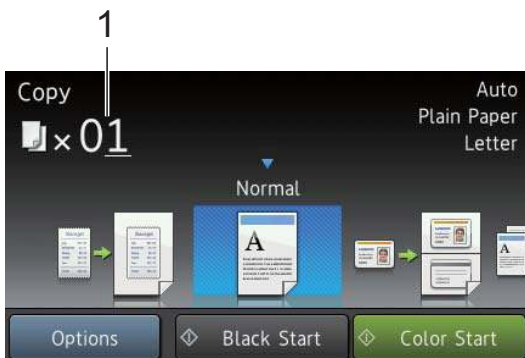 1
Copy
× 01
Auto
Plain Paper
Letter
Normal
A
A
Options
Black Start
Color Start